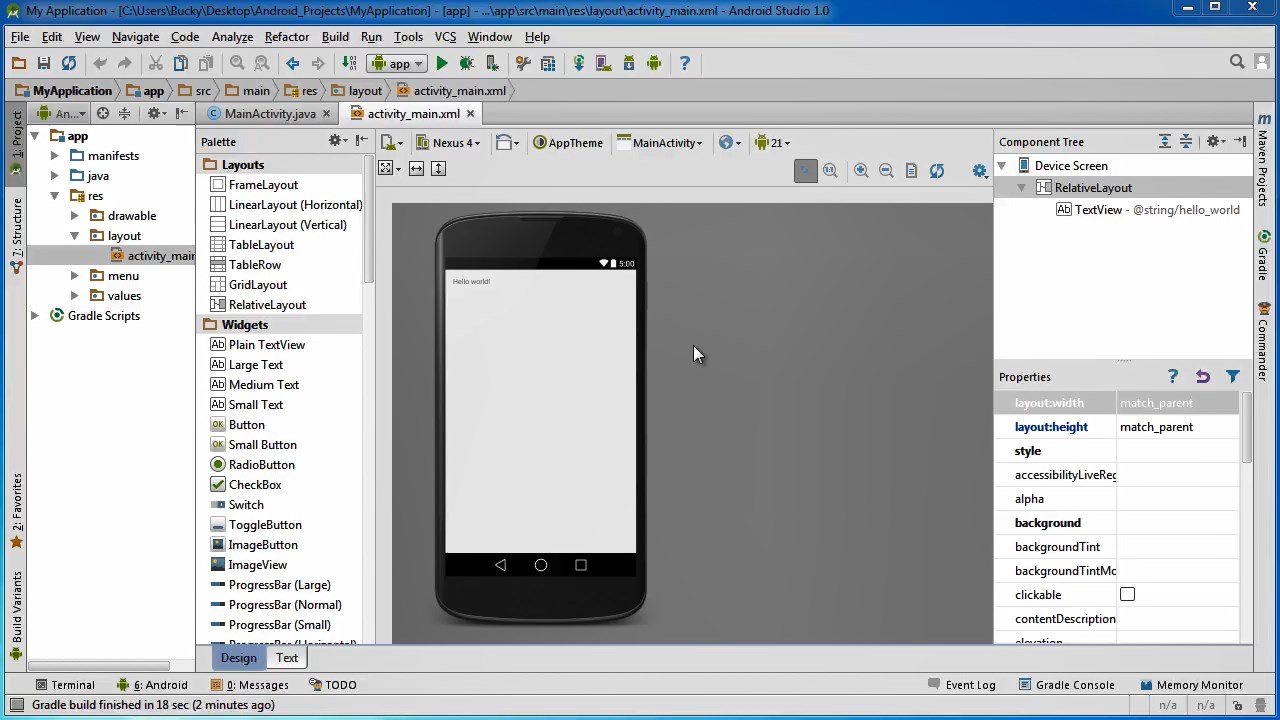 My Application - [C:\Users\Bucky\Desktop\Android_Projects\MyApplication] - [app] - ...\app\src\main\res\layout\activity_main.xml - Android Studio 1.0
File Edit View Navigate Code Analyze Refactor Build Run Tools VCS Window Help
app
MyApplication app src main res layout activity_main.xml
1: Project
7: Structure
2: Favorites
Build Variants
An...
app
manifests
java
res
drawable
layout
activity_main
menu
values
Gradle Scripts
MainActivity.java activity_main.xml
Palette
Layouts
FrameLayout
LinearLayout (Horizontal)
LinearLayout (Vertical)
TableLayout
TableRow
GridLayout
RelativeLayout
Widgets
Plain TextView
Large Text
Medium Text
Small Text
Button
Small Button
RadioButton
CheckBox
Switch
ToggleButton
ImageButton
ImageView
ProgressBar (Large)
ProgressBar (Normal)
ProgressBar (Small)
ProgressBar (Horizontal)
Nexus 4 AppTheme MainActivity 21
5:00
Hello world!
Design Text
Component Tree
Device Screen
RelativeLayout
TextView - @string/hello_world
Properties
layout:width match_parent
layout:height match_parent
style
accessibilityLiveReg
alpha
background
backgroundTint
backgroundTintMo
clickable
contentDescription
elevation
Maven Projects
Gradle
Commander
Terminal 6: Android 0: Messages TODO Event Log Gradle Console Memory Monitor
Gradle build finished in 18 sec (2 minutes ago) n/a n/a